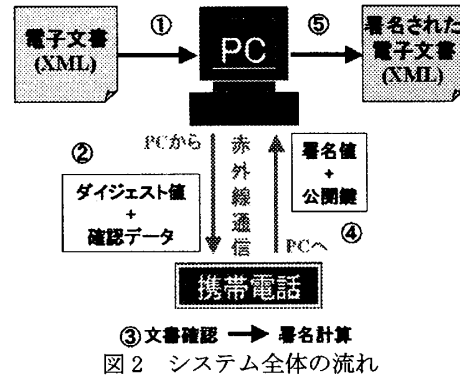 電子文書
(XML)
①
PC
⑤
署名された
電子文書
(XML)
②
PCから
ダイジェスト値
+
確認データ
赤外線通信
署名値
+
公開鍵
④
PCへ
携帯電話
③文書確認 → 署名計算
図2 システム全体の流れ